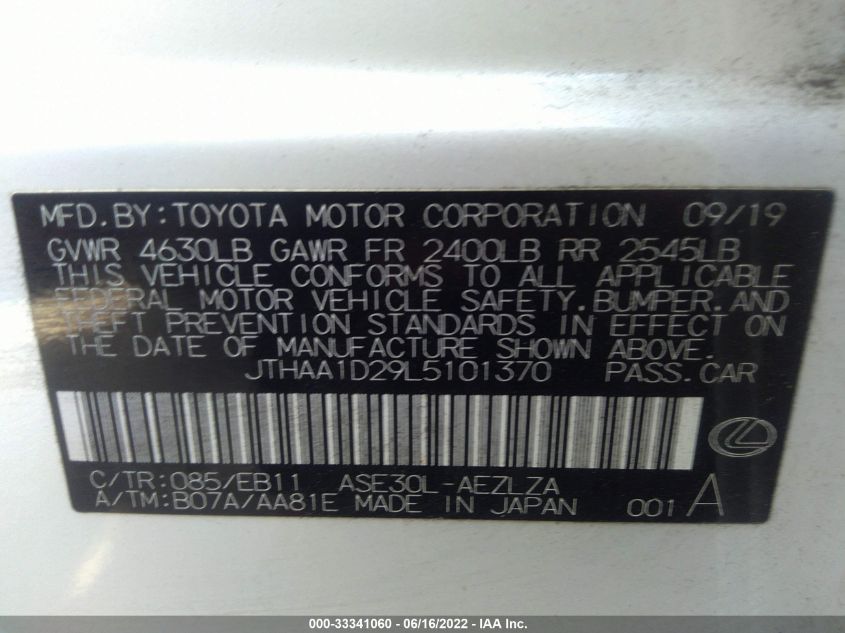 MFD.BY:TOYOTA MOTOR CORPORATION 09/19
GVWR 4630LB GAWR FR 2400LB RR 2545LB
THIS VEHICLE CONFORMS TO ALL APPLICABLE
FEDERAL MOTOR VEHICLE SAFETY,BUMPER,AND
THEFT PREVENTION STANDARDS IN EFFECT ON
THE DATE OF MANUFACTURE SHOWN ABOVE.
JTHAA1D29L5101370 PASS.CAR
C/TR:085/EB11 ASE30L-AEZLZA
A/TM:B07A/AA81E MADE IN JAPAN 001 A
000-33341060 - 06/16/2022 - IAA Inc.